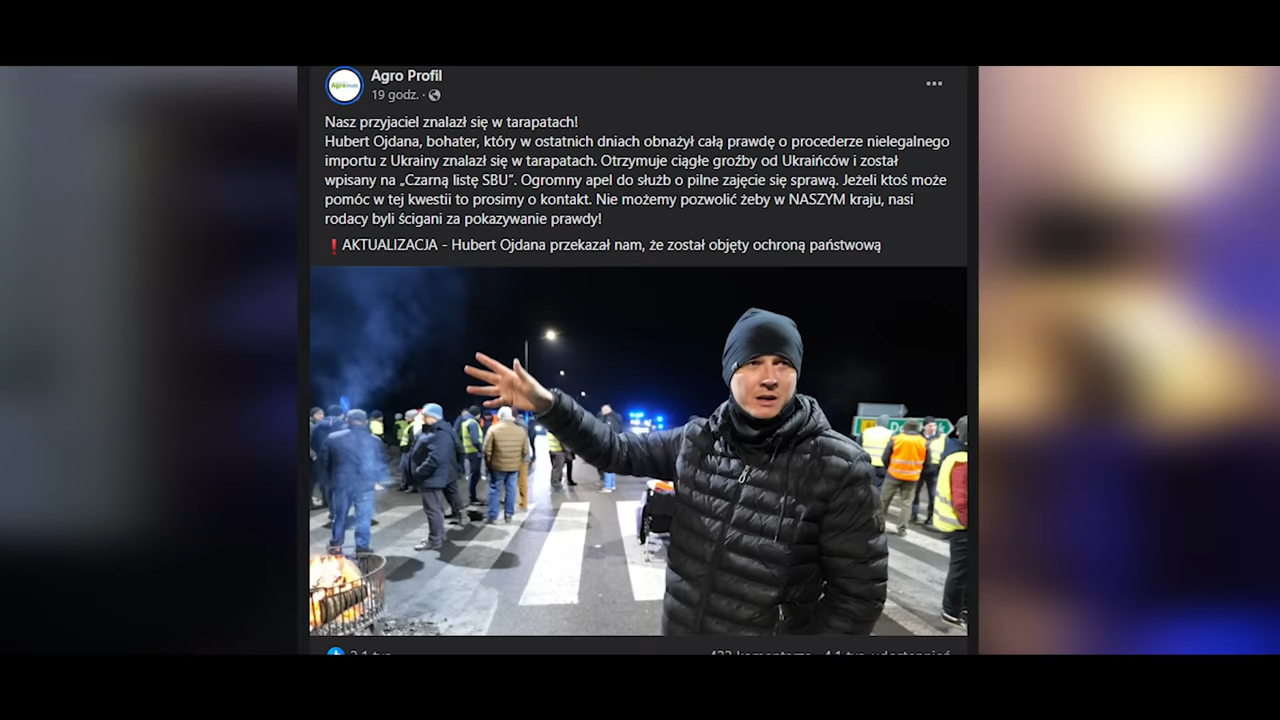 Agro Profil
19 godz.
Nasz przyjaciel znalazł się w tarapatach!
Hubert Ojdana, bohater, który w ostatnich dniach obnażył całą prawdę o procederze nielegalnego
importu z Ukrainy znalazł się w tarapatach. Otrzymuje ciągłe groźby od Ukraińców i został
wpisany na „Czarną listę SBU”. Ogromny apel do służb o pilne zajęcie się sprawą. Jeżeli ktoś może
pomóc w tej kwestii to prosimy o kontakt. Nie możemy pozwolić żeby w NASZYM kraju, nasi
rodacy byli ścigani za pokazywanie prawdy!
❗AKTUALIZACJA - Hubert Ojdana przekazał nam, że został objęty ochroną państwową